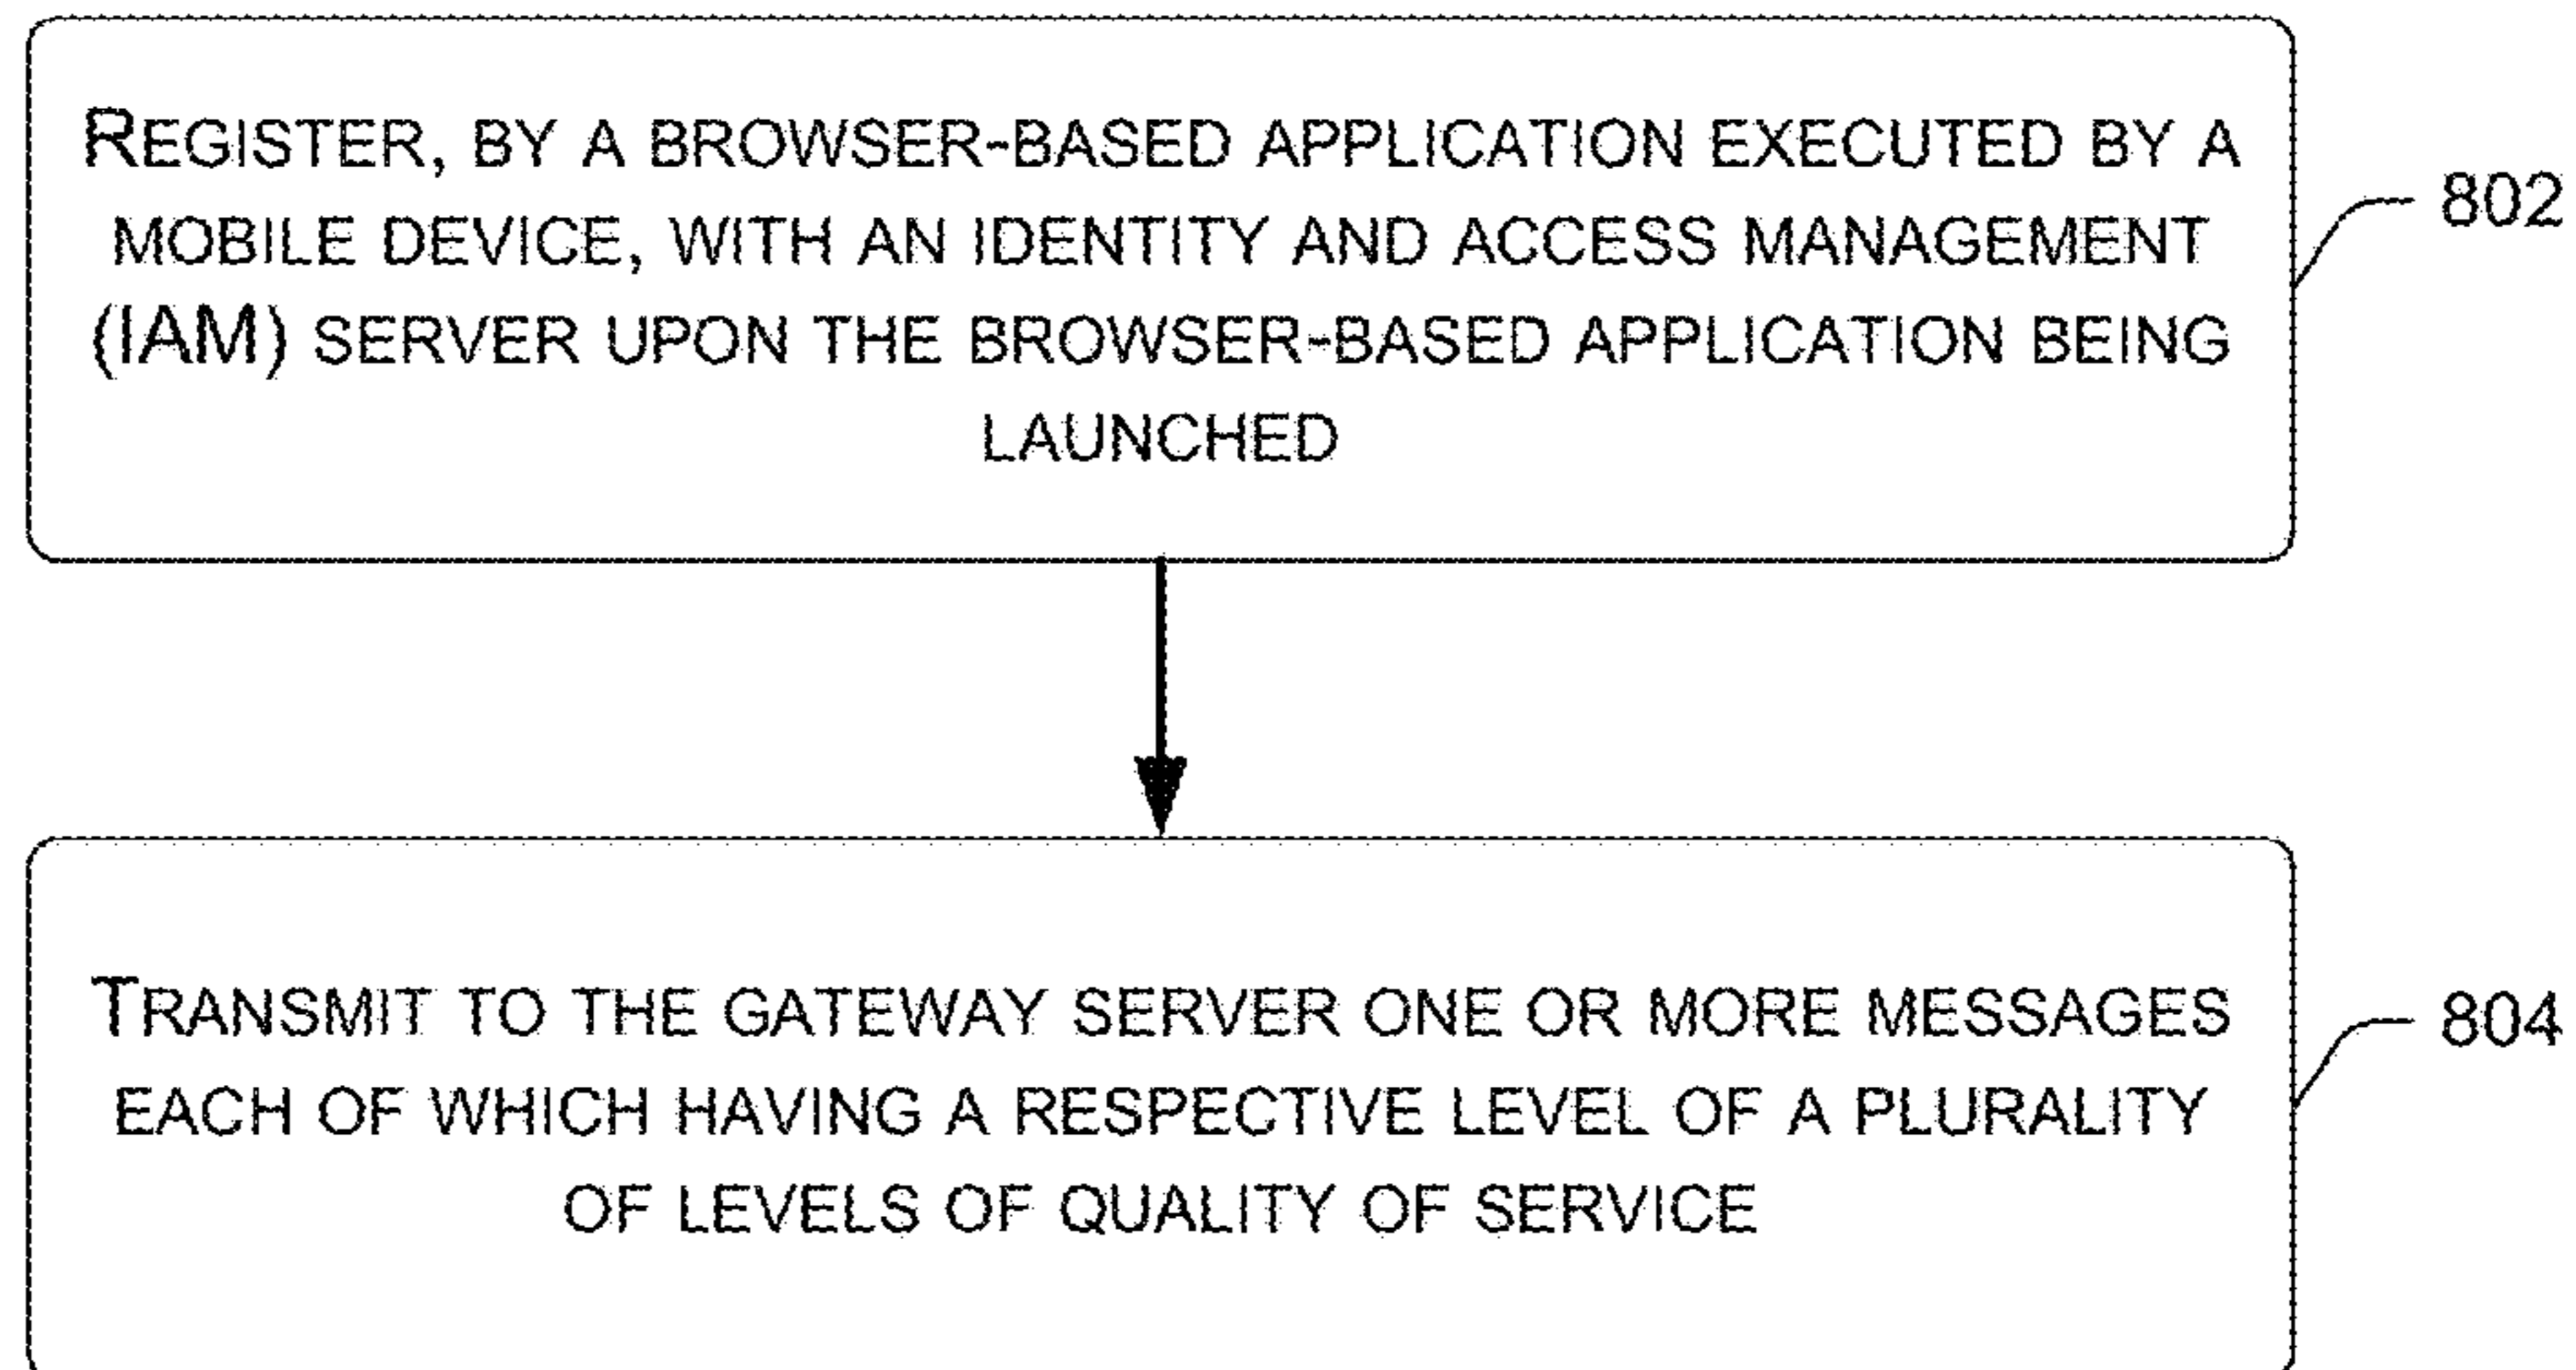 REGISTER, BY A BROWSER-BASED APPLICATION EXECUTED BY A
MOBILE DEVICE, WITH AN IDENTITY AND ACCESS MANAGEMENT
(IAM) SERVER UPON THE BROWSER-BASED APPLICATION BEING
LAUNCHED
802
TRANSMIT TO THE GATEWAY SERVER ONE OR MORE MESSAGES
EACH OF WHICH HAVING A RESPECTIVE LEVEL OF A PLURALITY
OF LEVELS OF QUALITY OF SERVICE
804